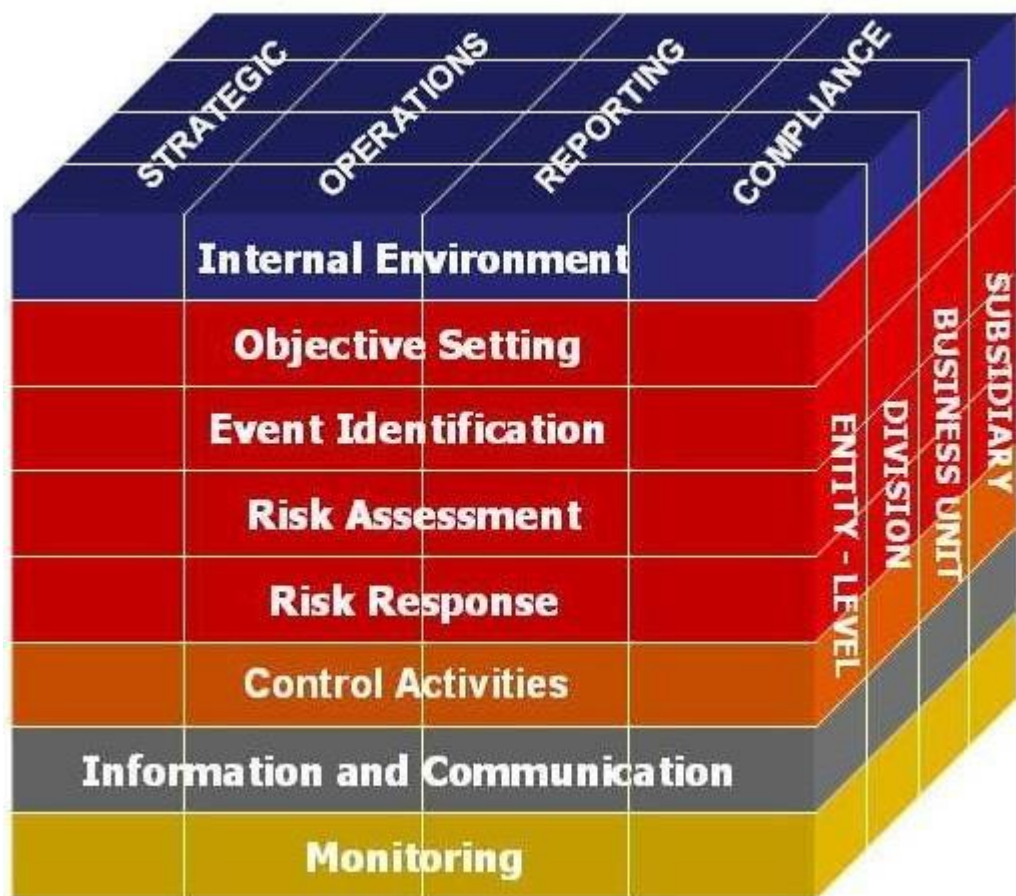 STRATEGIC
OPERATIONS
REPORTING
COMPLIANCE
Internal Environment
Objective Setting
Event Identification
Risk Assessment
Risk Response
Control Activities
Information and Communication
Monitoring
ENTITY - LEVEL
DIVISION
BUSINESS UNIT
SUBSIDIARY